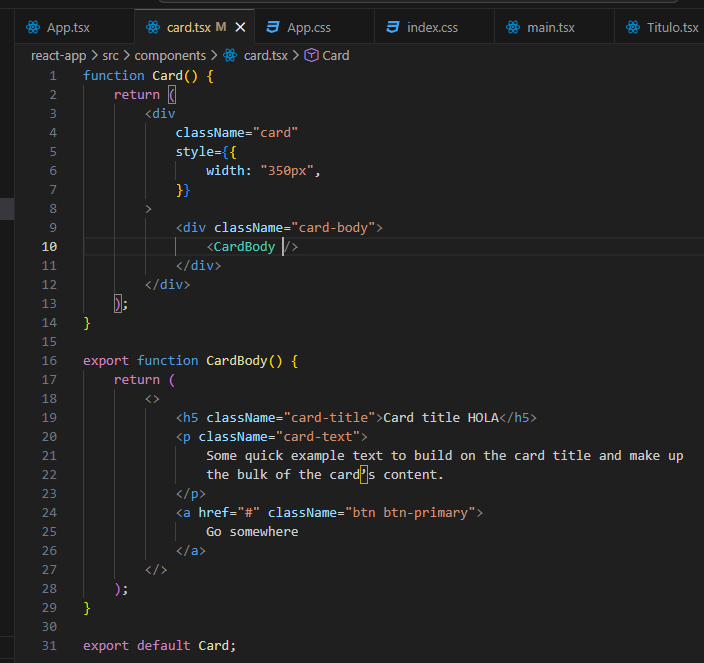 App.tsx card.tsx M App.css index.css main.tsx Titulo.tsx
react-app > src > components > card.tsx > Card
1 function Card() {
2 return (
3 <div
4 className="card"
5 style={{
6 width: "350px",
7 }}
8 >
9 <div className="card-body">
10 <CardBody />
11 </div>
12 </div>
13 );
14 }
15
16 export function CardBody() {
17 return (
18 <>
19 <h5 className="card-title">Card title HOLA</h5>
20 <p className="card-text">
21 Some quick example text to build on the card title and make up
22 the bulk of the card’s content.
23 </p>
24 <a href="#" className="btn btn-primary">
25 Go somewhere
26 </a>
27 </>
28 );
29 }
30
31 export default Card;